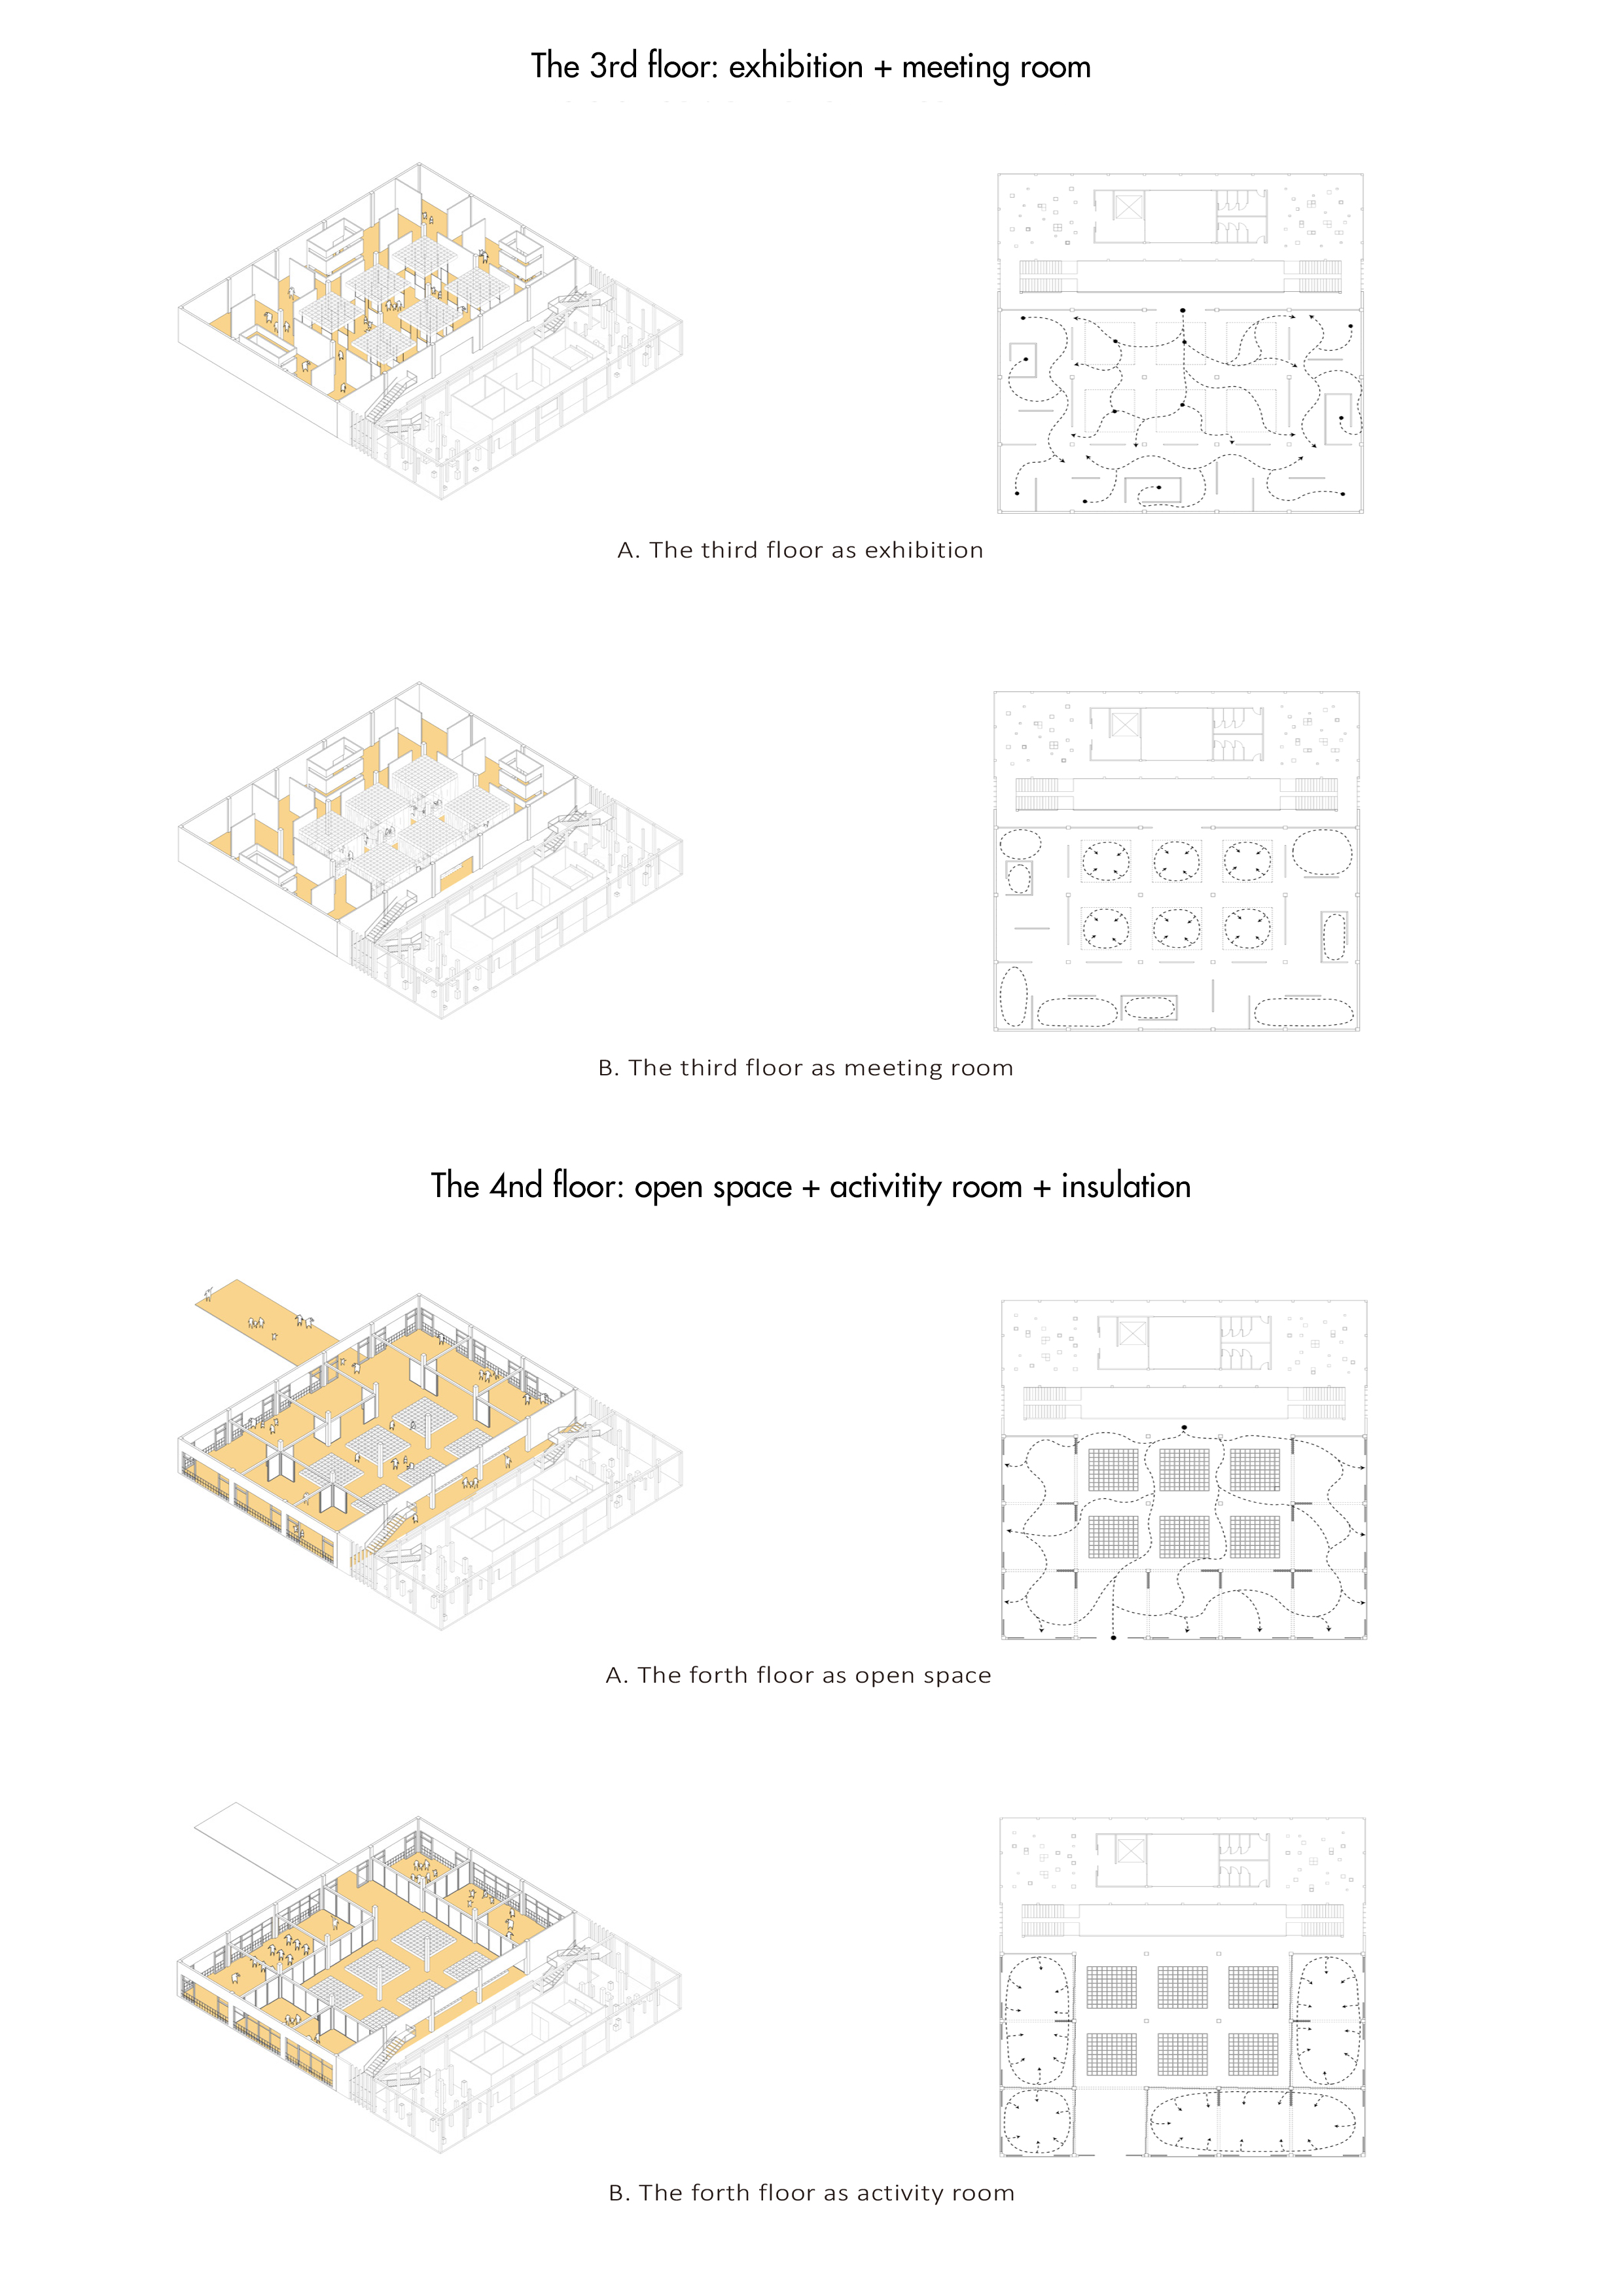 The 3rd floor: exhibition + meeting room
A. The third floor as exhibition
B. The third floor as meeting room
The 4nd floor: open space + activitity room + insulation
A. The forth floor as open space
B. The forth floor as activity room